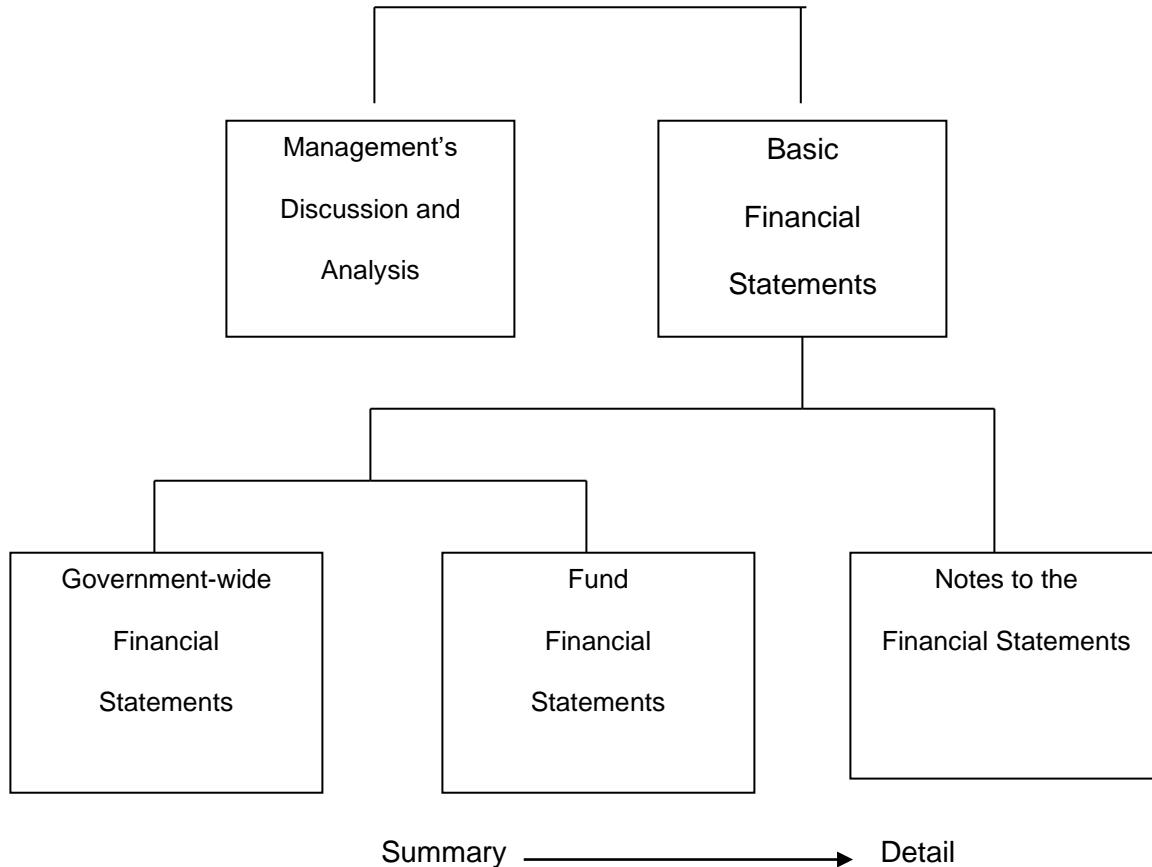 Management’s
Discussion and
Analysis
Basic
Financial
Statements
Government-wide
Financial
Statements
Fund
Financial
Statements
Notes to the
Financial Statements
Summary
Detail